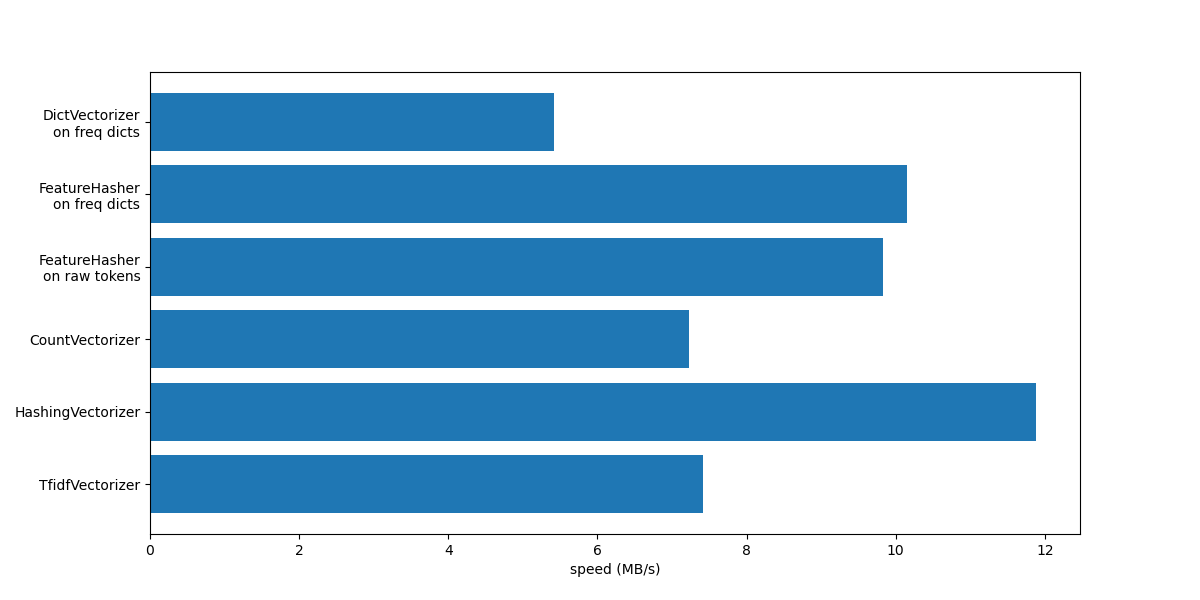 DictVectorizer
on freq dicts
FeatureHasher
on freq dicts
FeatureHasher
on raw tokens
CountVectorizer
HashingVectorizer
TfidfVectorizer
0 2 4 6 8 10 12
speed (MB/s)